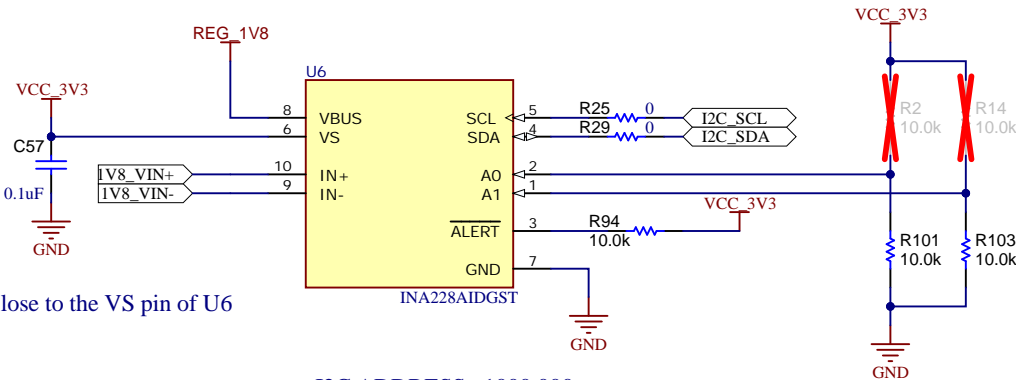 VCC_3V3
REG_1V8
U6
VCC_3V3
8
VBUS
SCL
5
R25
0
I2C_SCL
R2
10.0k
R14
10.0k
6
VS
SDA
4
R29
0
I2C_SDA
C57
0.1uF
1V8_VIN+
10
IN+
A0
2
1V8_VIN-
9
IN-
A1
1
VCC_3V3
ALERT
3
R94
10.0k
R101
10.0k
R103
10.0k
GND
GND
7
INA228AIDGST
lose to the VS pin of U6
GND
GND